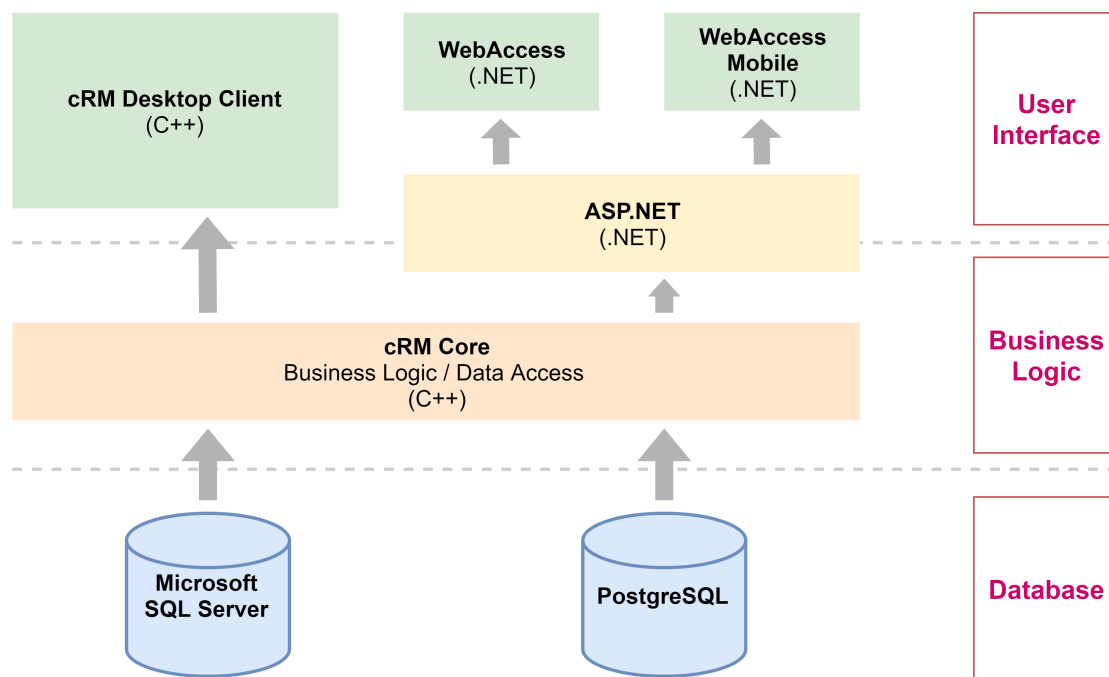 cRM Desktop Client
(C++)
WebAccess
(.NET)
WebAccess
Mobile
(.NET)
User
Interface
ASP.NET
(.NET)
cRM Core
Business Logic / Data Access
(C++)
Business
Logic
Microsoft
SQL Server
PostgreSQL
Database